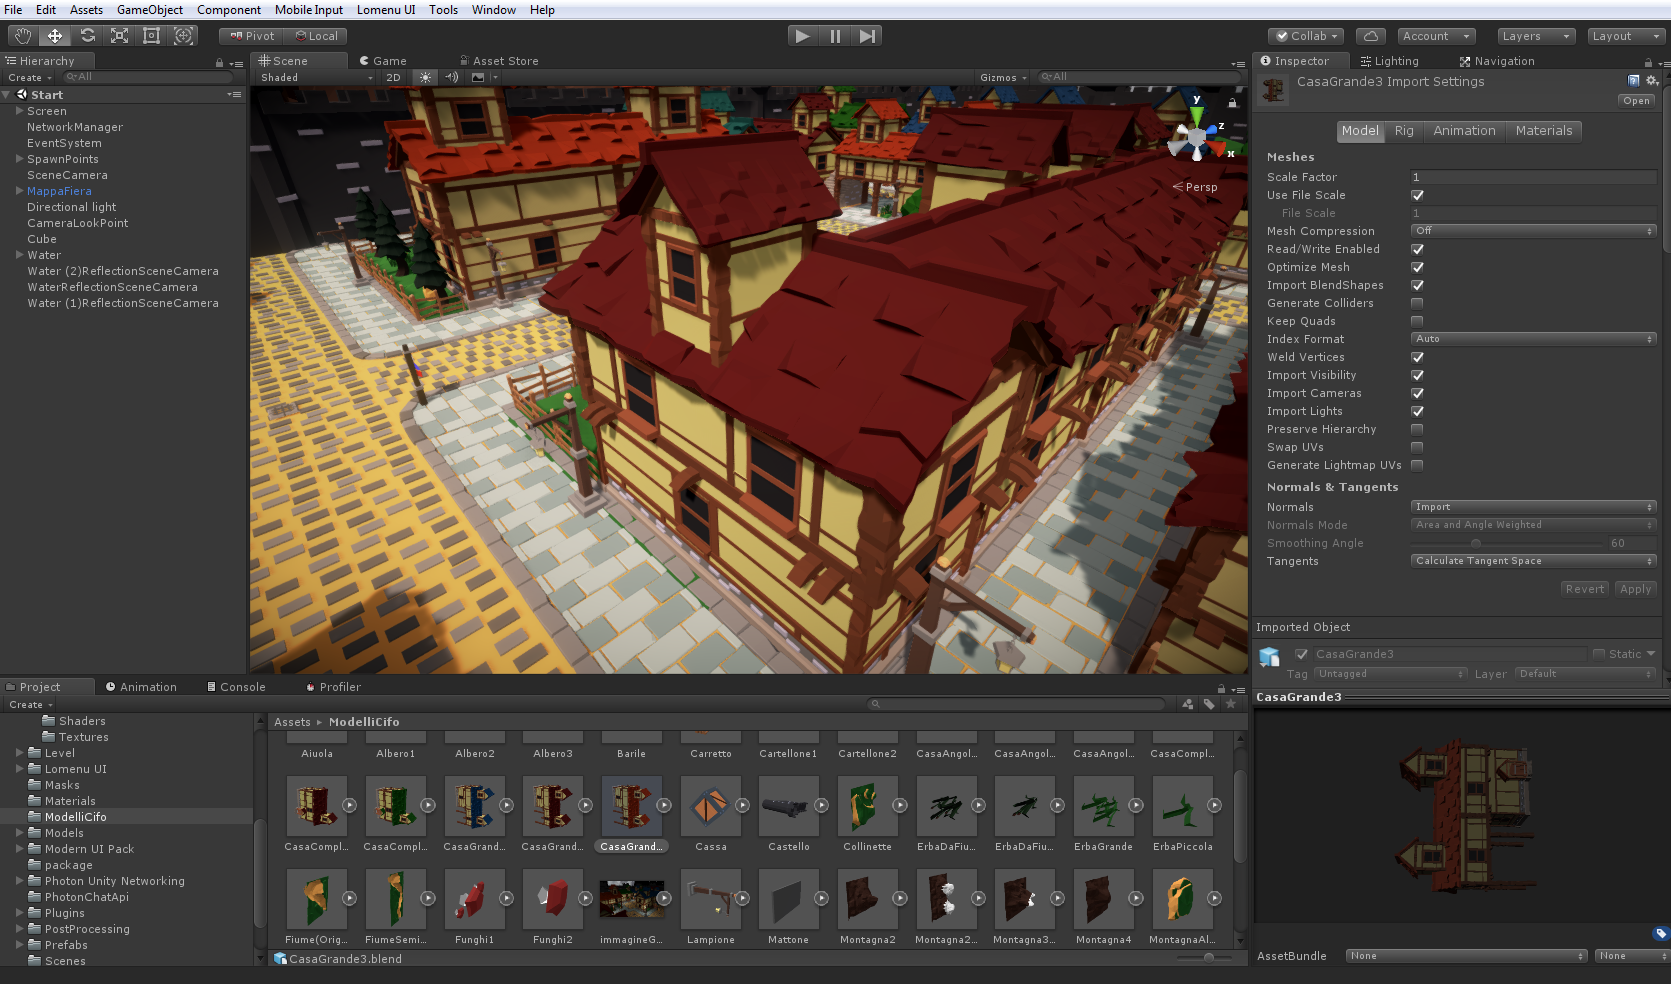 File Edit Assets GameObject Component Mobile Input Lomenu UI Tools Window Help
Pivot Local Collab Account Layers Layout
Hierarchy
Create All
Start
Screen
NetworkManager
EventSystem
SpawnPoints
SceneCamera
MappaFiera
Directional light
CameraLookPoint
Cube
Water
Water (2)ReflectionSceneCamera
WaterReflectionSceneCamera
Water (1)ReflectionSceneCamera
Scene Game Asset Store
Shaded 2D Gizmos All
y
z
x
Persp
Inspector Lighting Navigation
CasaGrande3 Import Settings
Open
Model Rig Animation Materials
Meshes
Scale Factor 1
Use File Scale
File Scale 1
Mesh Compression Off
Read/Write Enabled
Optimize Mesh
Import BlendShapes
Generate Colliders
Keep Quads
Index Format Auto
Weld Vertices
Import Visibility
Import Cameras
Import Lights
Preserve Hierarchy
Swap UVs
Generate Lightmap UVs
Normals & Tangents
Normals Import
Normals Mode Area and Angle Weighted
Smoothing Angle 60
Tangents Calculate Tangent Space
Revert Apply
Imported Object
CasaGrande3 Static
Tag Untagged Layer Default
CasaGrande3
AssetBundle None None
Project Animation Console Profiler
Create
Shaders
Textures
Level
Lomenu UI
Masks
Materials
ModelliCifo
Models
Modern UI Pack
package
Photon Unity Networking
PhotonChatApi
Plugins
PostProcessing
Prefabs
Scenes
Assets ▸ ModelliCifo
Aiuola Albero1 Albero2 Albero3 Barile Carretto Cartellone1 Cartellone2 CasaAngol... CasaAngol... CasaAngol... CasaCompl...
CasaCompl... CasaCompl... CasaGrand... CasaGrand... CasaGrand... Cassa Castello Collinette ErbaDaFiu... ErbaDaFiu... ErbaGrande ErbaPiccola
Fiume(Orig... FiumeSemi... Funghi1 Funghi2 immagineG... Lampione Mattone Montagna2 Montagna2... Montagna3... Montagna4 MontagnaAl...
CasaGrande3.blend